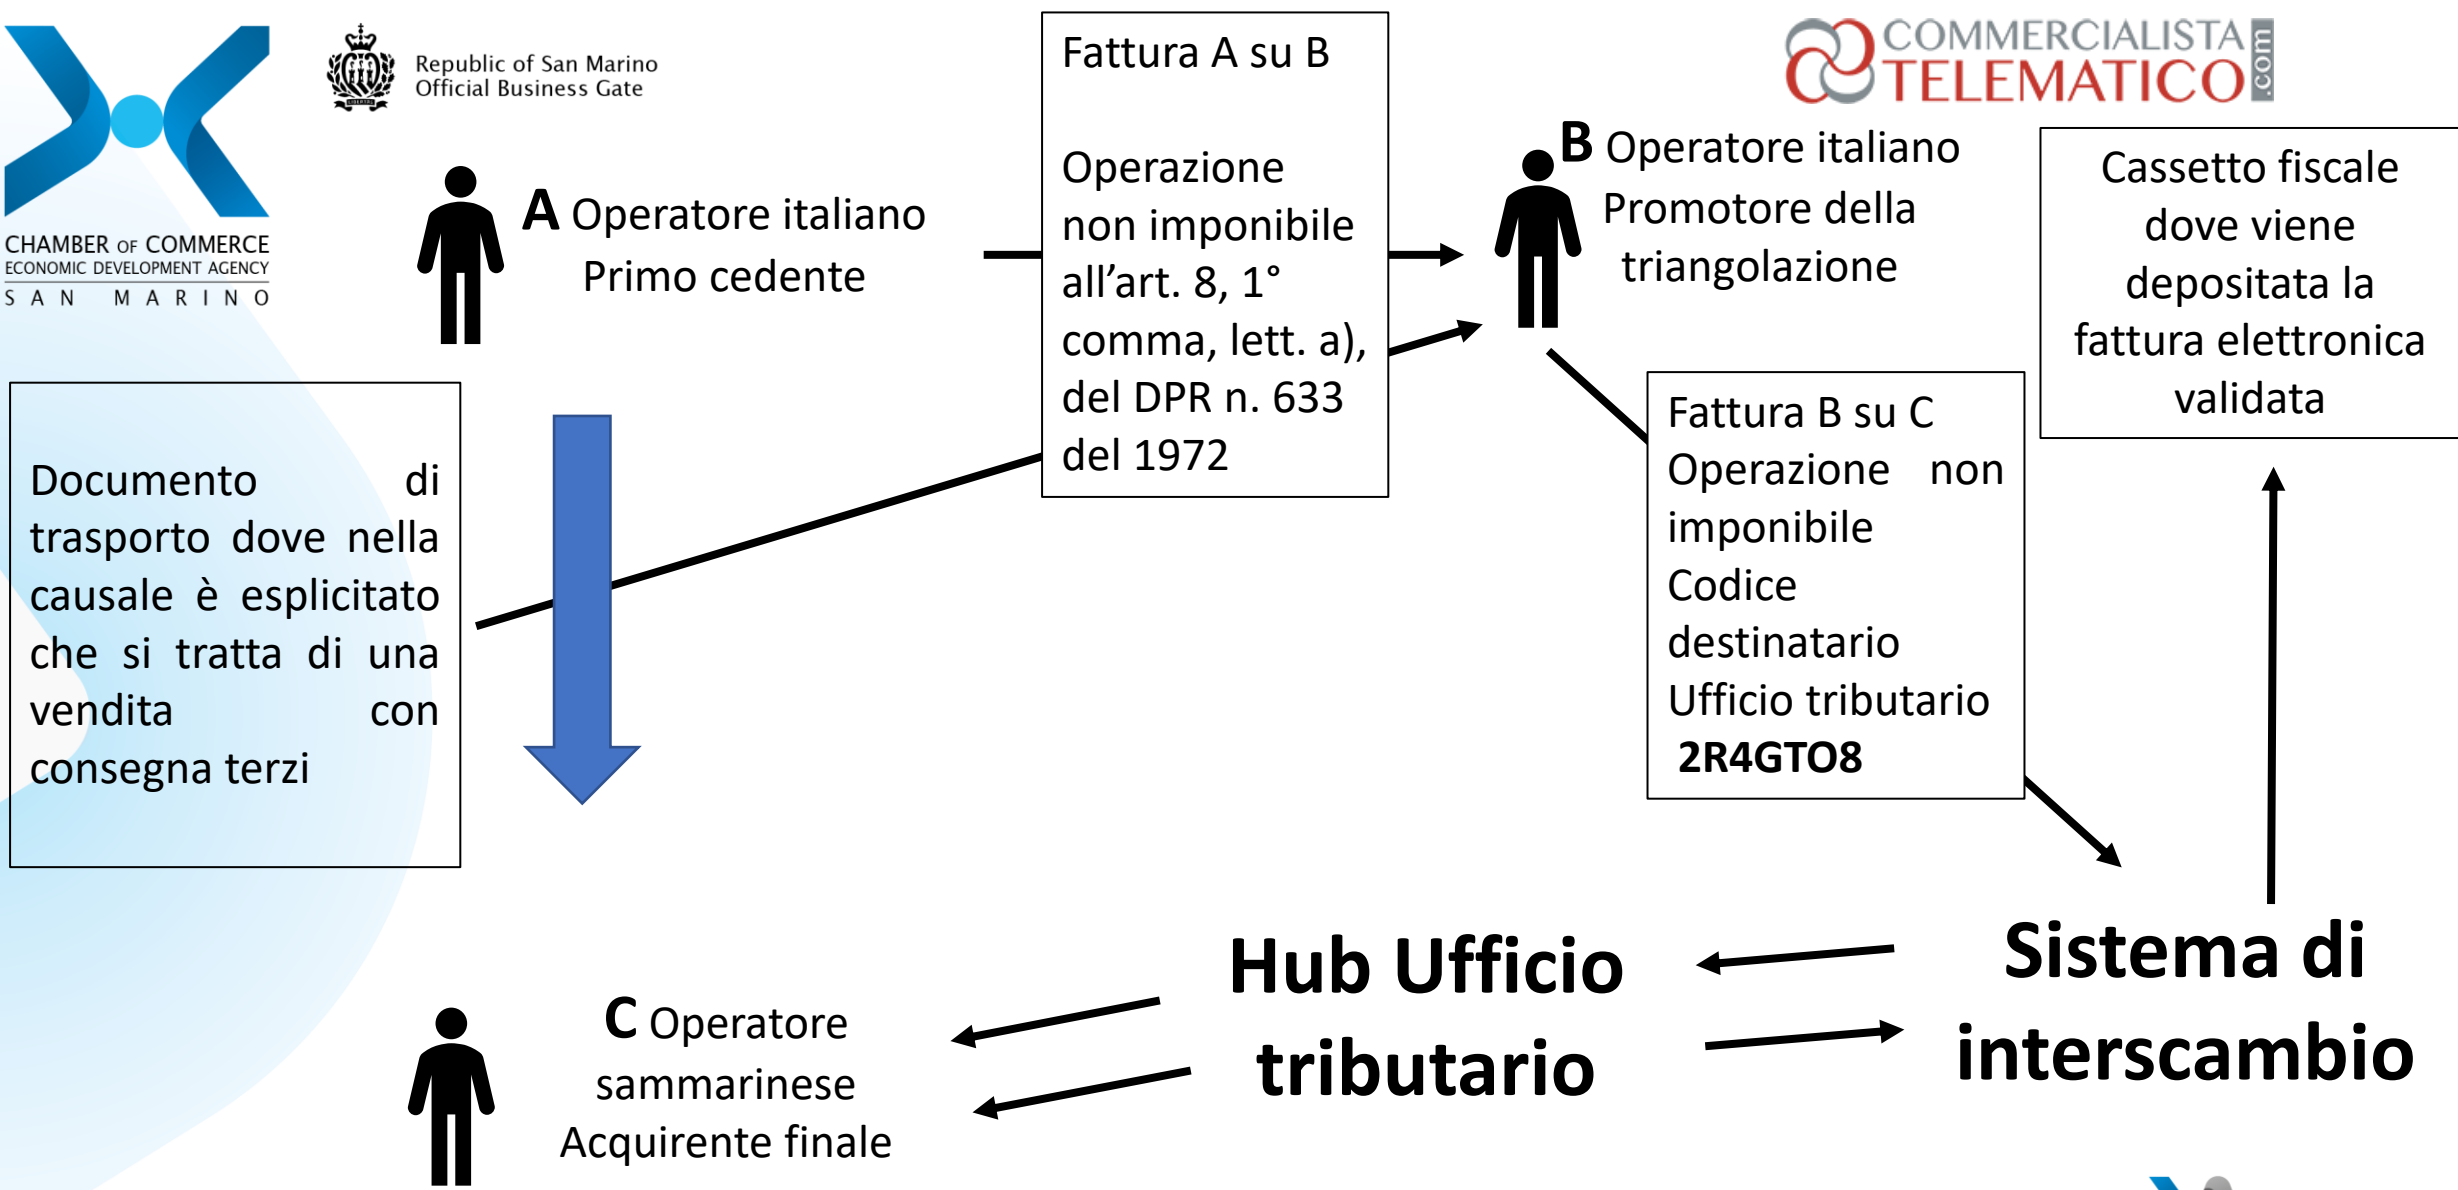 CHAMBER OF COMMERCE
ECONOMIC DEVELOPMENT AGENCY
SAN MARINO
Republic of San Marino
Official Business Gate
COMMERCIALISTA
TELEMATICO
.com
A Operatore italiano
Primo cedente
Fattura A su B
Operazione
non imponibile
all’art. 8, 1°
comma, lett. a),
del DPR n. 633
del 1972
B Operatore italiano
Promotore della
triangolazione
Cassetto fiscale
dove viene
depositata la
fattura elettronica
validata
Documento di
trasporto dove nella
causale è esplicitato
che si tratta di una
vendita con
consegna terzi
Fattura B su C
Operazione non
imponibile
Codice
destinatario
Ufficio tributario
2R4GTO8
Sistema di
interscambio
Hub Ufficio
tributario
C Operatore
sammarinese
Acquirente finale